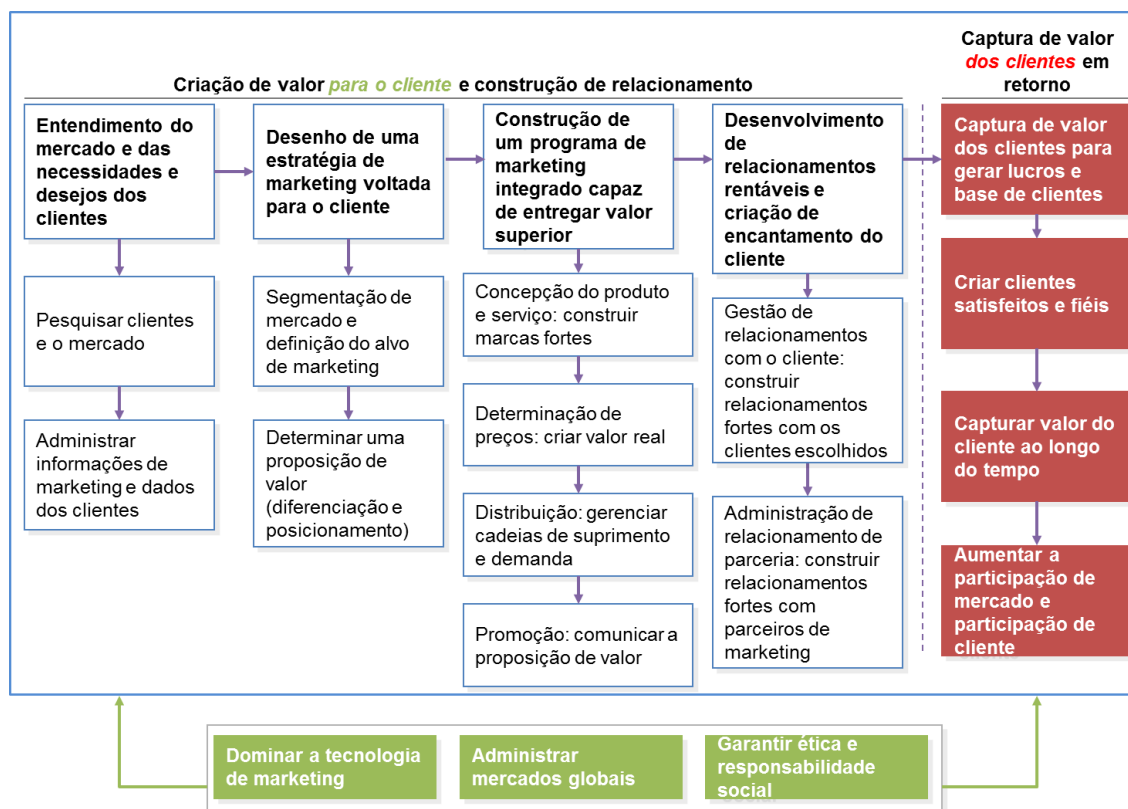 Captura de valor
dos clientes em
retorno
Criação de valor para o cliente e construção de relacionamento
Entendimento do
mercado e das
necessidades e
desejos dos
clientes
Pesquisar clientes
e o mercado
Administrar
informações de
marketing e dados
dos clientes
Desenho de uma
estratégia de
marketing voltada
para o cliente
Segmentação de
mercado e
definição do alvo
de marketing
Determinar uma
proposição de
valor
(diferenciação e
posicionamento)
Construção de
um programa de
marketing
integrado capaz
de entregar valor
superior
Concepção do produto
e serviço: construir
marcas fortes
Determinação de
preços: criar valor real
Distribuição: gerenciar
cadeias de suprimento
e demanda
Promoção: comunicar a
proposição de valor
Desenvolvimento
de
relacionamentos
rentáveis e
criação de
encantamento do
cliente
Gestão de
relacionamentos
com o cliente:
construir
relacionamentos
fortes com os
clientes escolhidos
Administração de
relacionamento de
parceria: construir
relacionamentos
fortes com
parceiros de
marketing
Captura de valor
dos clientes para
gerar lucros e
base de clientes
Criar clientes
satisfeitos e fiéis
Capturar valor do
cliente ao longo
do tempo
Aumentar a
participação de
mercado e
participação de
cliente
Dominar a tecnologia
de marketing
Administrar
mercados globais
Garantir ética e
responsabilidade
social